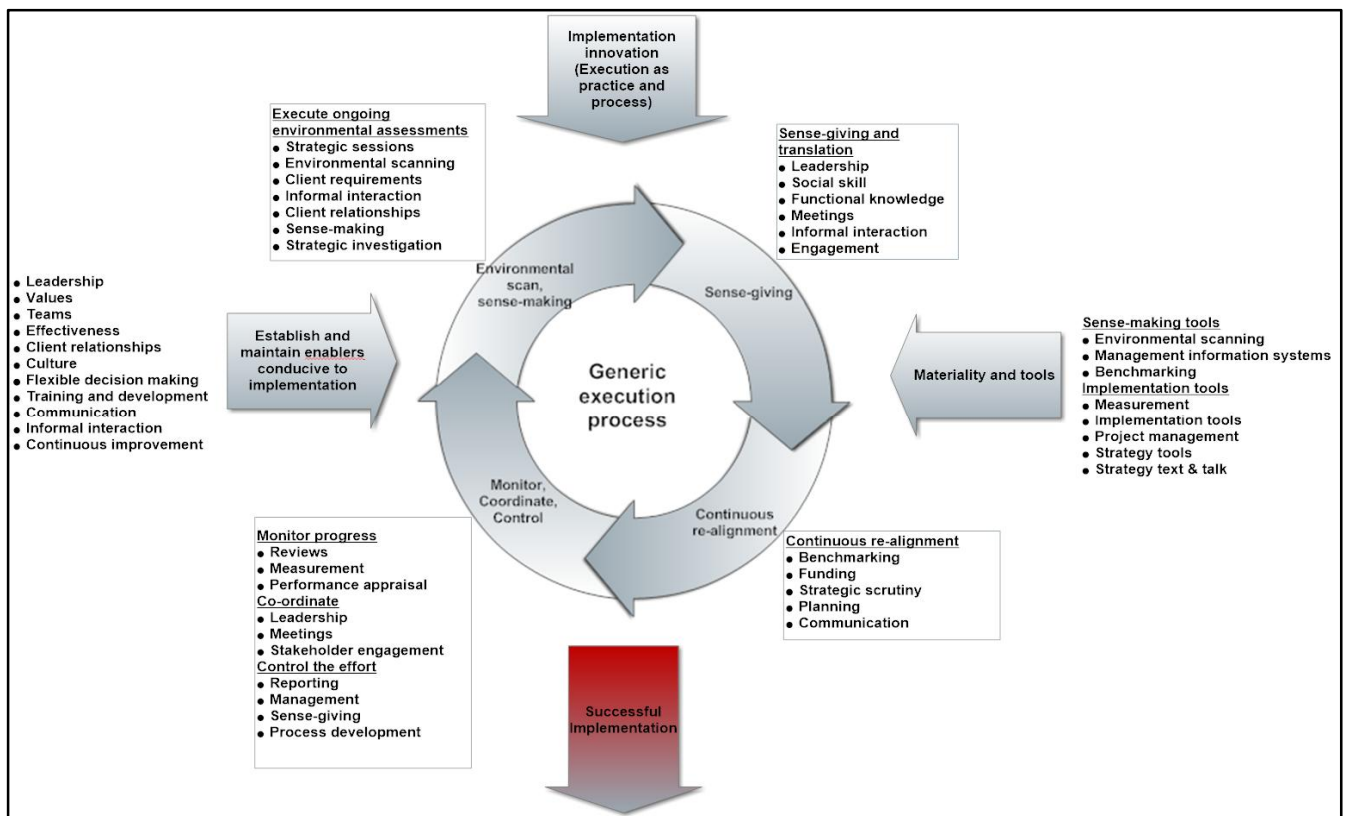 Implementation
innovation
(Execution as
practice and
process)
Execute ongoing
environmental assessments
● Strategic sessions
● Environmental scanning
● Client requirements
● Informal interaction
● Client relationships
● Sense-making
● Strategic investigation
Sense-giving and
translation
● Leadership
● Social skill
● Functional knowledge
● Meetings
● Informal interaction
● Engagement
● Leadership
● Values
● Teams
● Effectiveness
● Client relationships
● Culture
● Flexible decision making
● Training and development
● Communication
● Informal interaction
● Continuous improvement
Establish and
maintain enablers
conducive to
implementation
Environmental
scan,
sense-making
Sense-giving
Generic
execution
process
Monitor,
Coordinate,
Control
Continuous
re-alignment
Materiality and tools
Sense-making tools
● Environmental scanning
● Management information systems
● Benchmarking
Implementation tools
● Measurement
● Implementation tools
● Project management
● Strategy tools
● Strategy text & talk
Monitor progress
● Reviews
● Measurement
● Performance appraisal
Co-ordinate
● Leadership
● Meetings
● Stakeholder engagement
Control the effort
● Reporting
● Management
● Sense-giving
● Process development
Continuous re-alignment
● Benchmarking
● Funding
● Strategic scrutiny
● Planning
● Communication
Successful
Implementation